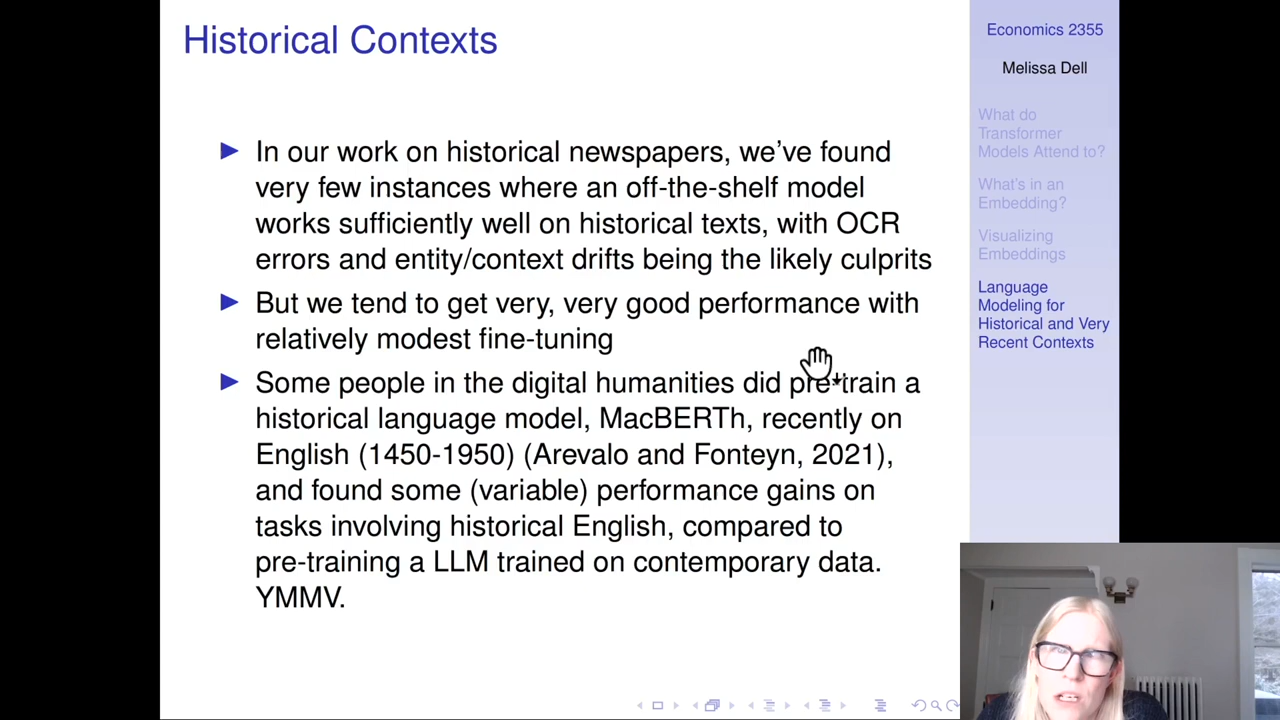 Historical Contexts
In our work on historical newspapers, we've found
very few instances where an off-the-shelf model
works sufficiently well on historical texts, with OCR
errors and entity/context drifts being the likely culprits
But we tend to get very, very good performance with
relatively modest fine-tuning
Some people in the digital humanities did pre-train a
historical language model, MacBERTh, recently on
English (1450-1950) (Arevalo and Fonteyn, 2021),
and found some (variable) performance gains on
tasks involving historical English, compared to
pre-training a LLM trained on contemporary data.
YMMV.
Economics 2355
Melissa Dell
What do
Transformer
Models Attend to?
What's in an
Embedding?
Visualizing
Embeddings
Language
Modeling for
Historical and Very
Recent Contexts